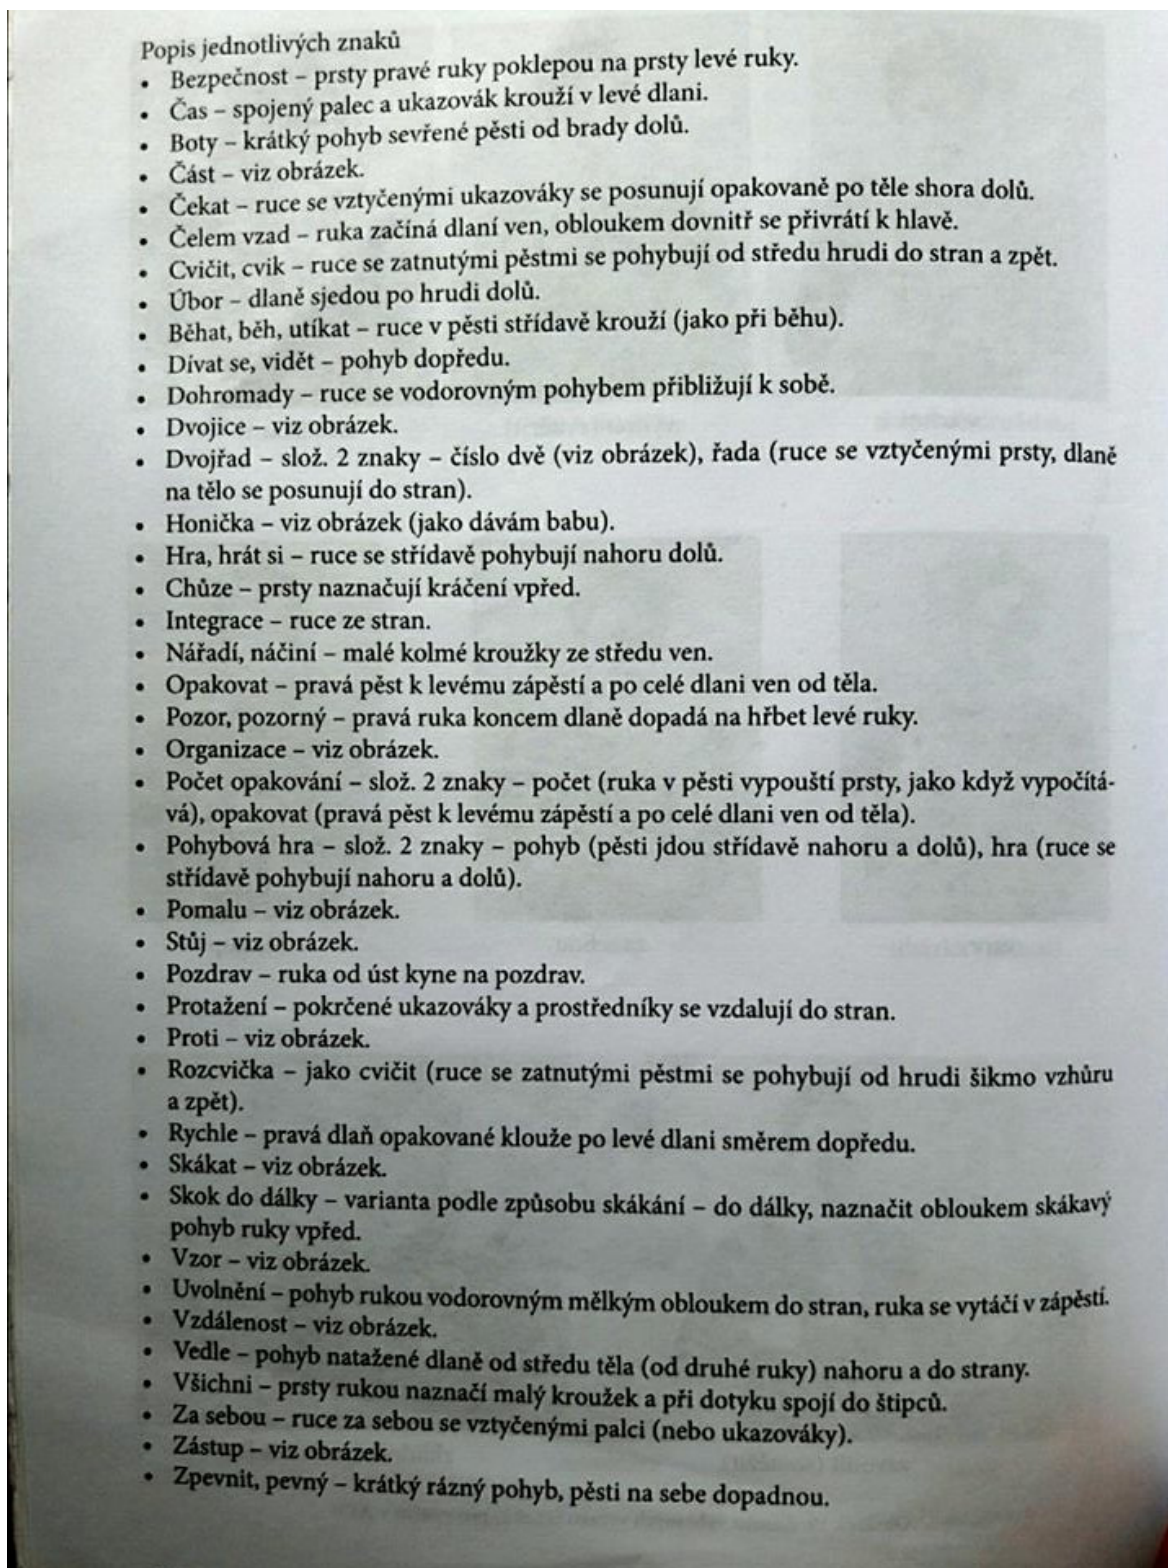 Popis jednotlivých znaků
• Bezpečnost – prsty pravé ruky poklepou na prsty levé ruky.
• Čas – spojený palec a ukazovák krouží v levé dlani.
• Boty – krátký pohyb sevřené pěsti od brady dolů.
• Část – viz obrázek.
• Čekat – ruce se vztyčenými ukazováky se posunují opakovaně po těle shora dolů.
• Čelem vzad – ruka začíná dlaní ven, obloukem dovnitř se přivrátí k hlavě.
• Cvičit, cvik – ruce se zatnutými pěstmi se pohybují od středu hrudi do stran a zpět.
• Úbor – dlaně sjedou po hrudi dolů.
• Běhat, běh, utíkat – ruce v pěsti střídavě krouží (jako při běhu).
• Dívat se, vidět – pohyb dopředu.
• Dohromady – ruce se vodorovným pohybem přibližují k sobě.
• Dvojice – viz obrázek.
• Dvojřad – slož. 2 znaky – číslo dvě (viz obrázek), řada (ruce se vztyčenými prsty, dlaně
na tělo se posunují do stran).
• Honička – viz obrázek (jako dávám babu).
• Hra, hrát si – ruce se střídavě pohybují nahoru dolů.
• Chůze – prsty naznačují kráčení vpřed.
• Integrace – ruce ze stran.
• Nářadí, náčiní – malé kolmé kroužky ze středu ven.
• Opakovat – pravá pěst k levému zápěstí a po celé dlani ven od těla.
• Pozor, pozorný – pravá ruka koncem dlaně dopadá na hřbet levé ruky.
• Organizace – viz obrázek.
• Počet opakování – slož. 2 znaky – počet (ruka v pěsti vypouští prsty, jako když vypočítá-
vá), opakovat (pravá pěst k levému zápěstí a po celé dlani ven od těla).
• Pohybová hra – slož. 2 znaky – pohyb (pěsti jdou střídavě nahoru a dolů), hra (ruce se
střídavě pohybují nahoru a dolů).
• Pomalu – viz obrázek.
• Stůj – viz obrázek.
• Pozdrav – ruka od úst kyne na pozdrav.
• Protažení – pokrčené ukazováky a prostředníky se vzdalují do stran.
• Proti – viz obrázek.
• Rozcvička – jako cvičit (ruce se zatnutými pěstmi se pohybují od hrudi šikmo vzhůru
a zpět).
• Rychle – pravá dlaň opakované klouže po levé dlani směrem dopředu.
• Skákat – viz obrázek.
• Skok do dálky – varianta podle způsobu skákání – do dálky, naznačit obloukem skákavý
pohyb ruky vpřed.
• Vzor – viz obrázek.
• Uvolnění – pohyb rukou vodorovným mělkým obloukem do stran, ruka se vytáčí v zápěstí.
• Vzdálenost – viz obrázek.
• Vedle – pohyb natažené dlaně od středu těla (od druhé ruky) nahoru a do strany.
• Všichni – prsty rukou naznačí malý kroužek a při dotyku spojí do štipců.
• Za sebou – ruce za sebou se vztyčenými palci (nebo ukazováky).
• Zástup – viz obrázek.
• Zpevnit, pevný – krátký rázný pohyb, pěsti na sebe dopadnou.